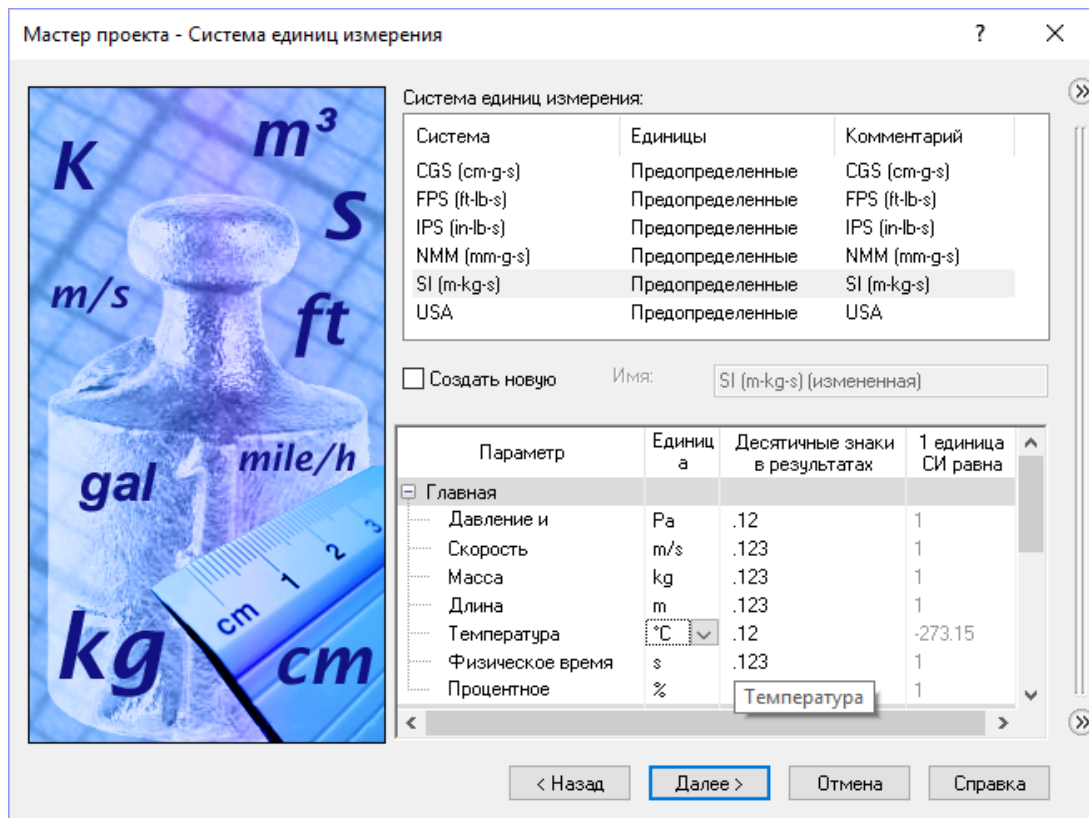 Мастер проекта - Система единиц измерения ?
K m³
s
m/s
ft
gal mile/h
1 2 3
cm
kg cm
Система единиц измерения:
Система Единицы Комментарий
CGS (cm-g-s) Предопределенные CGS (cm-g-s)
FPS (ft-lb-s) Предопределенные FPS (ft-lb-s)
IPS (in-lb-s) Предопределенные IPS (in-lb-s)
NMM (mm-g-s) Предопределенные NMM (mm-g-s)
SI (m-kg-s) Предопределенные SI (m-kg-s)
USA Предопределенные USA
Создать новую Имя: SI (m-kg-s) (измененная)
Параметр Единица Десятичные знаки в результатах 1 единица СИ равна
Главная
Давление и Pa .12 1
Скорость m/s .123 1
Масса kg .123 1
Длина m .123 1
Температура °C .12 -273.15
Физическое время s .123 1
Процентное % 1
Температура
< Назад Далее > Отмена Справка